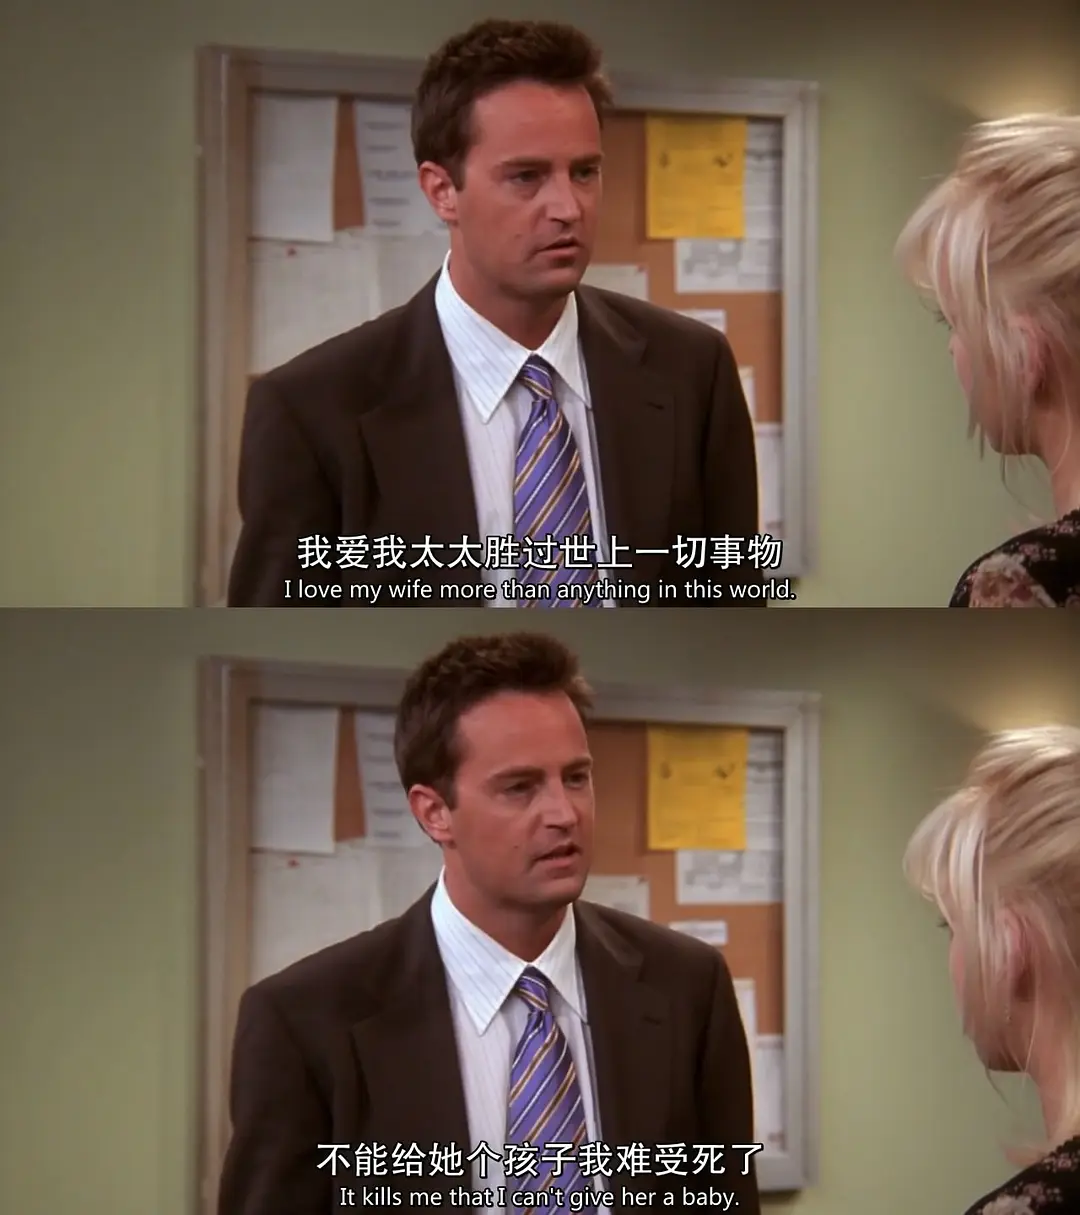 我爱我太太胜过世上一切事物
I love my wife more than anything in this world.
不能给她个孩子我难受死了
It kills me that I can't give her a baby.